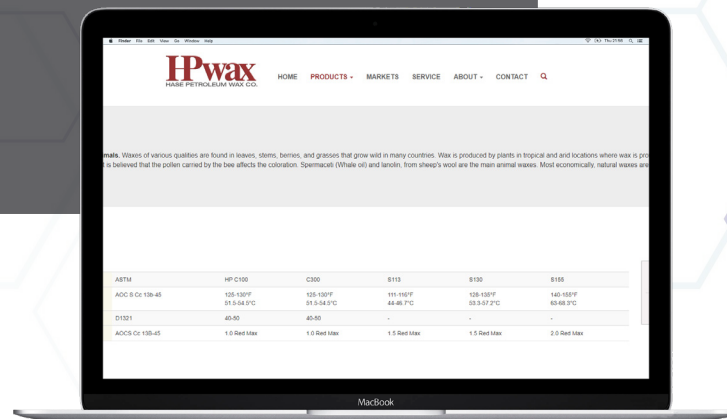 Finder File Edit View Go Window Help
Thu 21:56
HPwax
HASE PETROLEUM WAX CO.
HOME PRODUCTS MARKETS SERVICE ABOUT CONTACT
mals. Waxes of various qualities are found in leaves, stems, berries, and grasses that grow wild in many countries. Wax is produced by plants in tropical and arid locations where wax is pro
t is believed that the pollen carried by the bee affects the coloration. Spermaceti (Whale oil) and lanolin, from sheep's wool are the main animal waxes. Most economically, natural waxes are
ASTM HP C100 C300 S113 S130 S155
AOC S Cc 13b-45 125-130°F 125-130°F 111-116°F 128-135°F 140-155°F
51.5-54.5°C 51.5-54.5°C 44-46.7°C 53.3-57.2°C 63-68.3°C
D1321 40-50 40-50 - - -
AOCS Cc 13B-45 1.0 Red Max 1.0 Red Max 1.5 Red Max 1.5 Red Max 2.0 Red Max
MacBook